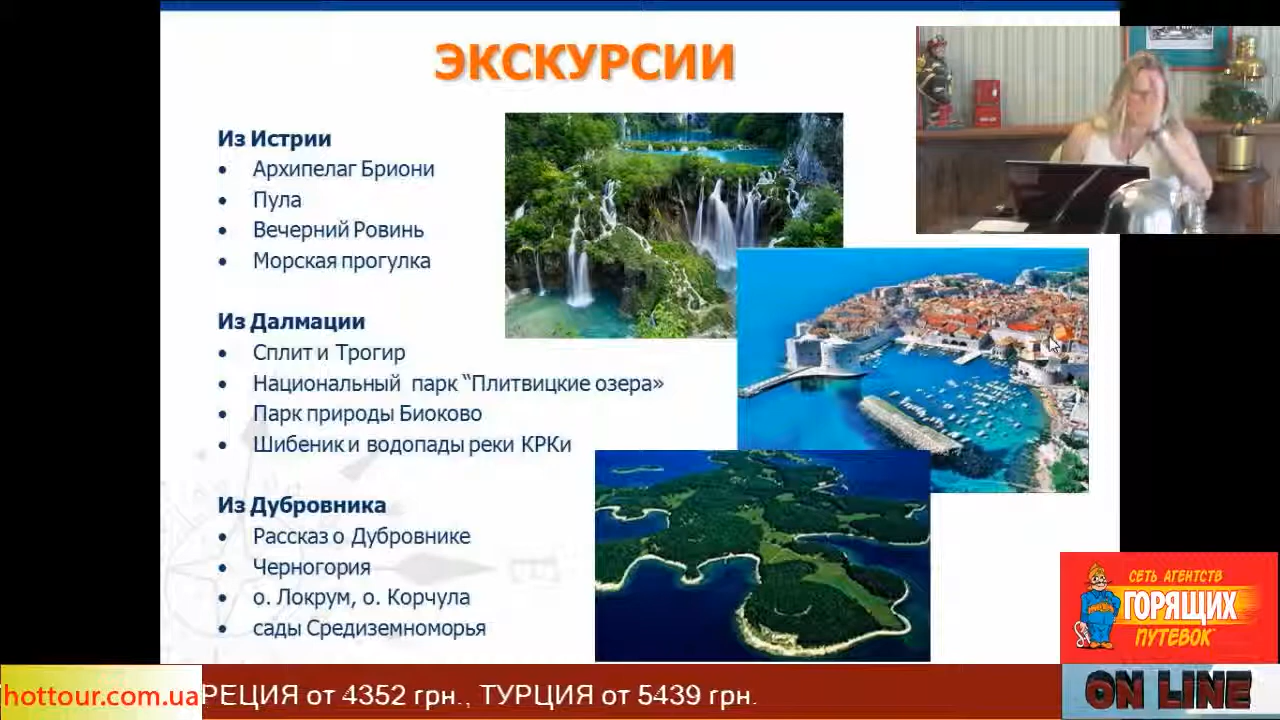 ЭКСКУРСИИ
Из Истрии
• Архипелаг Бриони
• Пула
• Вечерний Ровинь
• Морская прогулка
Из Далмации
• Сплит и Трогир
• Национальный парк “Плитвицкие озера»
• Парк природы Биоково
• Шибеник и водопады реки КРКи
Из Дубровника
• Рассказ о Дубровнике
• Черногория
• о. Локрум, о. Корчула
• сады Средиземноморья
СЕТЬ АГЕНТСТВ
ГОРЯЩИХ
ПУТЕВОК
hottour.com.ua РЕЦИЯ от 4352 грн., ТУРЦИЯ от 5439 грн.
ON LINE